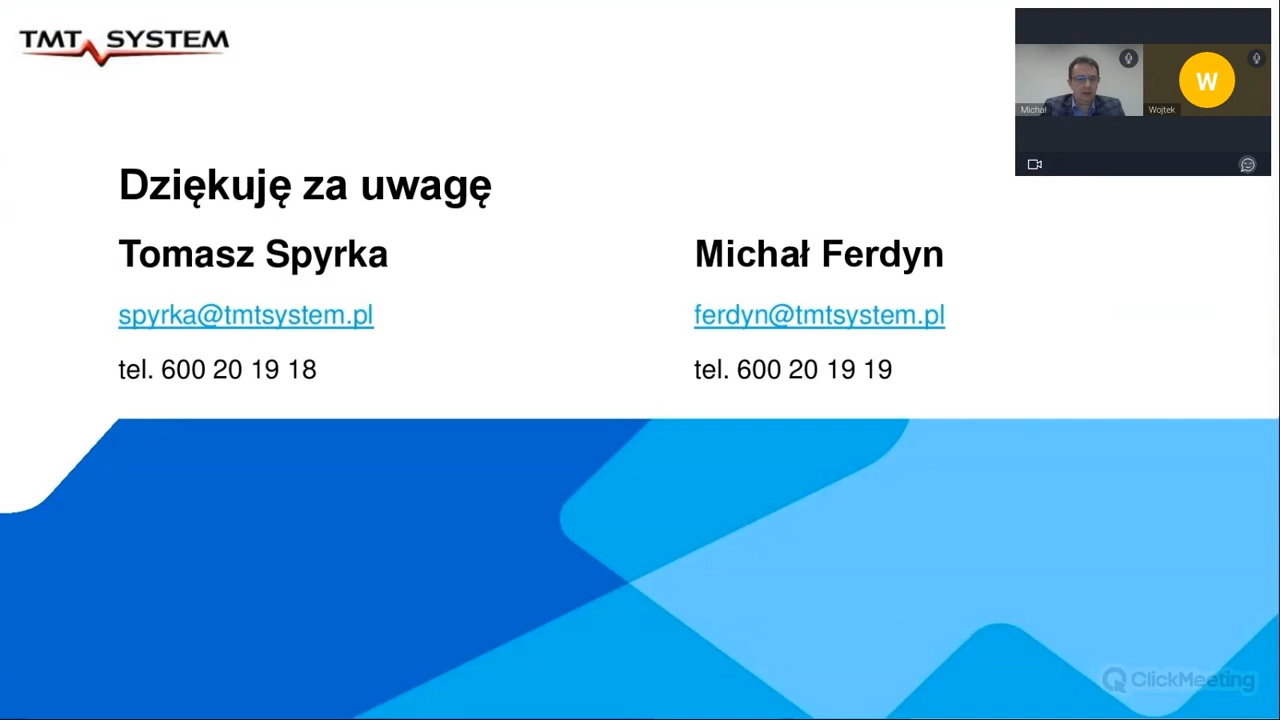 TMT SYSTEM
Michał
W
Wojtek
Dziękuję za uwagę
Tomasz Spyrka
Michał Ferdyn
spyrka@tmtsystem.pl
ferdyn@tmtsystem.pl
tel. 600 20 19 18
tel. 600 20 19 19
ClickMeeting